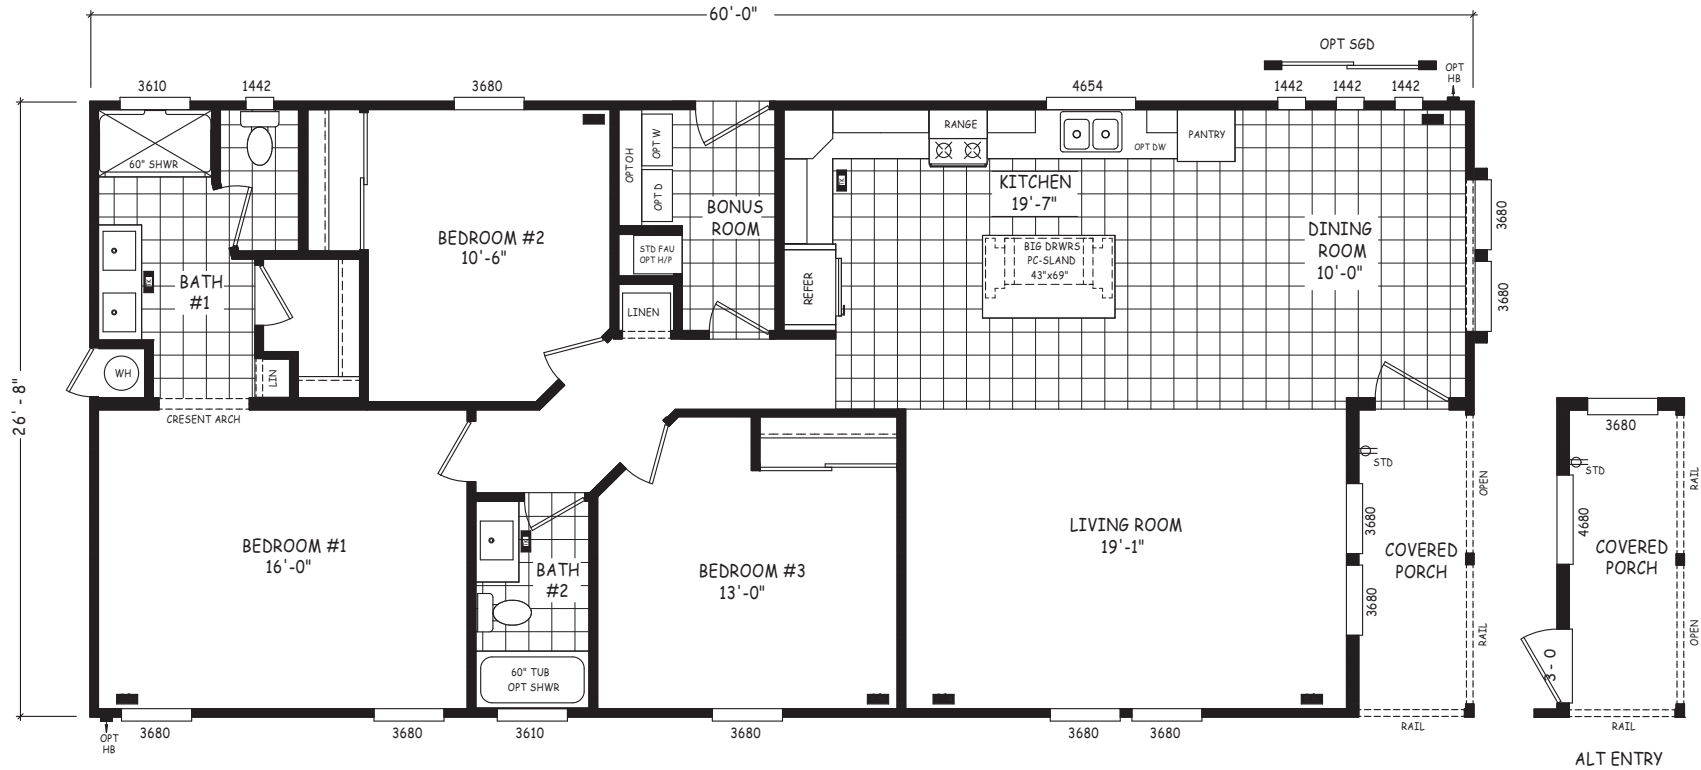 60'-0"
OPT SGD
OPT
HB
3610
1442
3680
4654
1442
1442
1442
60" SHWR
OPT OH
OPT W
OPT D
RANGE
OPT DW
PANTRY
KITCHEN
19'-7"
BONUS
ROOM
BEDROOM #2
10'-6"
STD FAU
OPT H/P
BIG DRWRS
PC-SLAND
43"x69"
DINING
ROOM
10'-0"
3680
3680
BATH
#1
REFER
LINEN
WH
LIN
26' - 8"
CRESENT ARCH
3680
STD
STD
OPEN
RAIL
BEDROOM #1
16'-0"
LIVING ROOM
19'-1"
3680
4680
COVERED
PORCH
COVERED
PORCH
BATH
#2
BEDROOM #3
13'-0"
3680
RAIL
OPEN
3 - 0
60" TUB
OPT SHWR
OPT
HB
3680
3680
3610
3680
3680
3680
RAIL
RAIL
ALT ENTRY